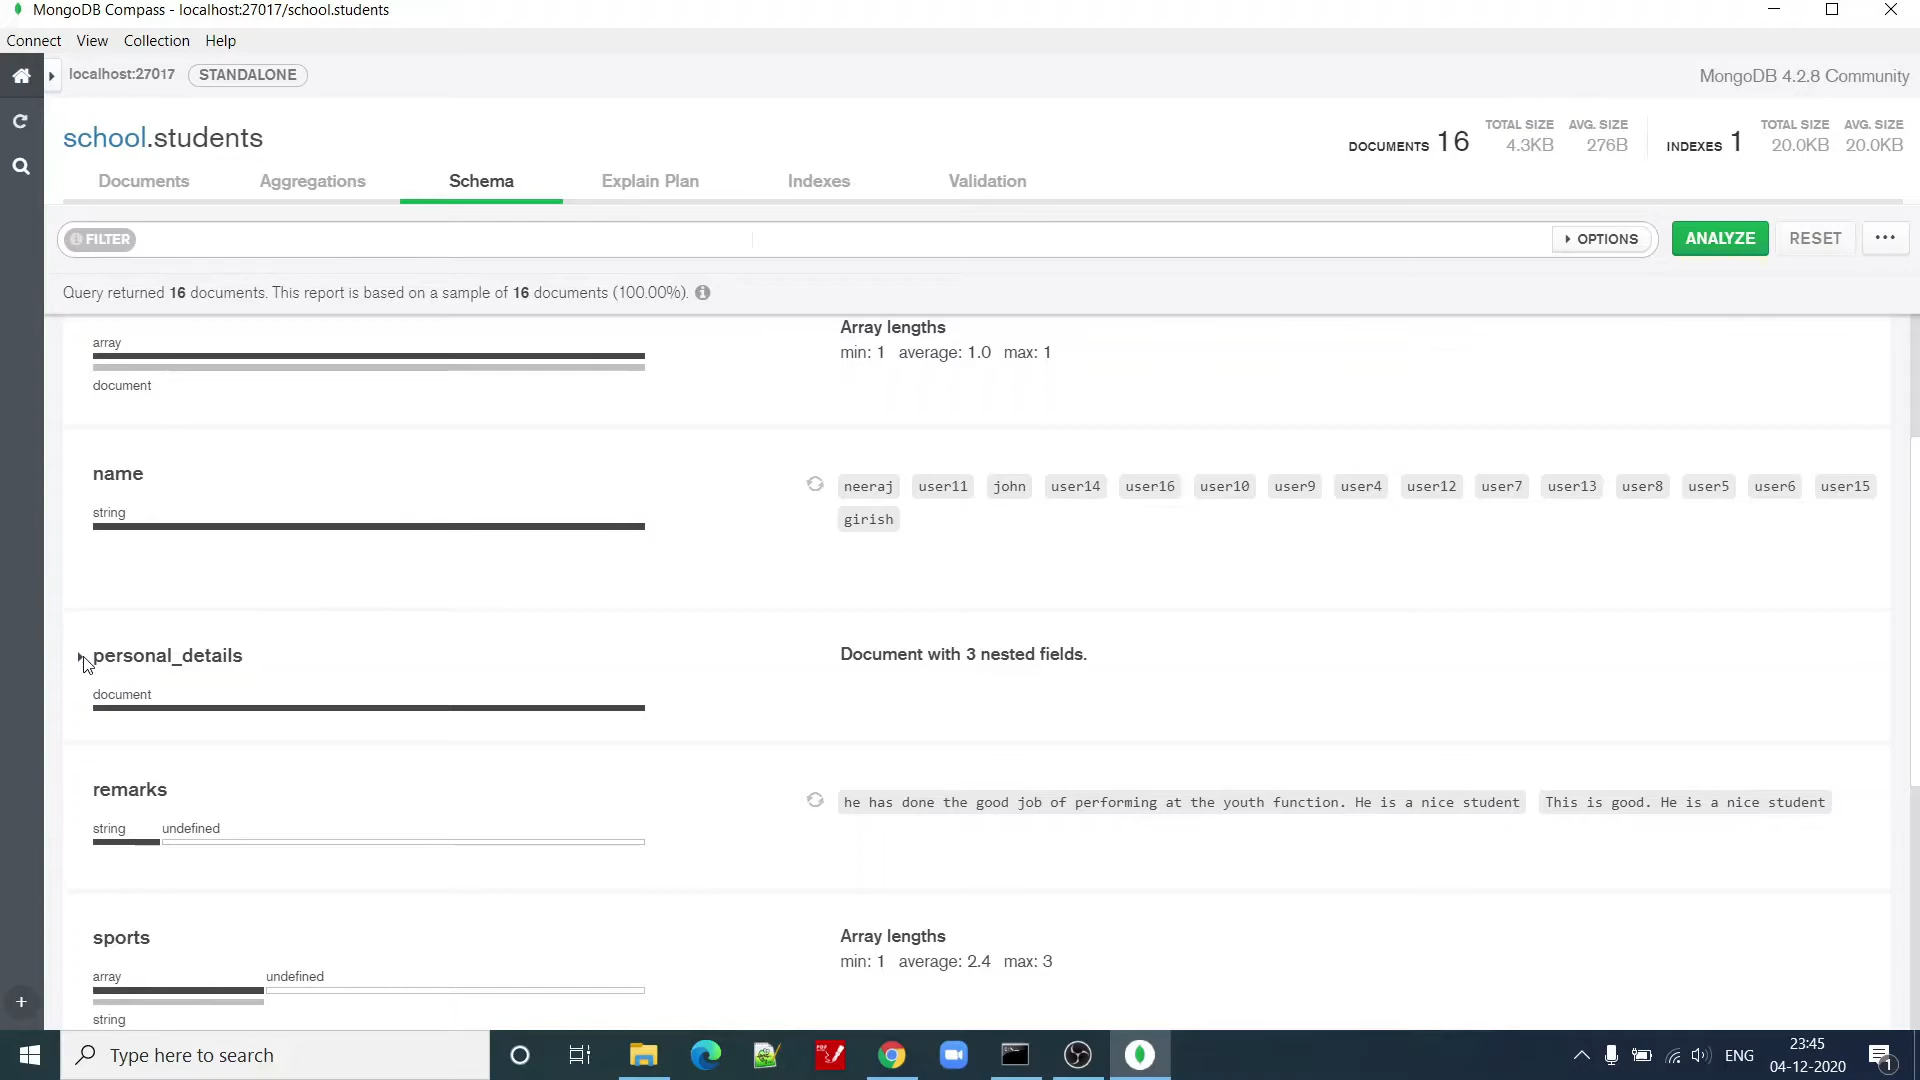 MongoDB Compass - localhost:27017/school.students
Connect View Collection Help
localhost:27017 STANDALONE MongoDB 4.2.8 Community
school.students
DOCUMENTS 16 TOTAL SIZE 4.3KB AVG. SIZE 276B INDEXES 1 TOTAL SIZE 20.0KB AVG. SIZE 20.0KB
Documents Aggregations Schema Explain Plan Indexes Validation
FILTER OPTIONS ANALYZE RESET ...
Query returned 16 documents. This report is based on a sample of 16 documents (100.00%).
array
document
Array lengths
min: 1 average: 1.0 max: 1
name
string
neeraj user11 john user14 user16 user10 user9 user4 user12 user7 user13 user8 user5 user6 user15
girish
personal_details
document
Document with 3 nested fields.
remarks
string undefined
he has done the good job of performing at the youth function. He is a nice student This is good. He is a nice student
sports
array undefined
string
Array lengths
min: 1 average: 2.4 max: 3
Type here to search
ENG
23:45
04-12-2020
1